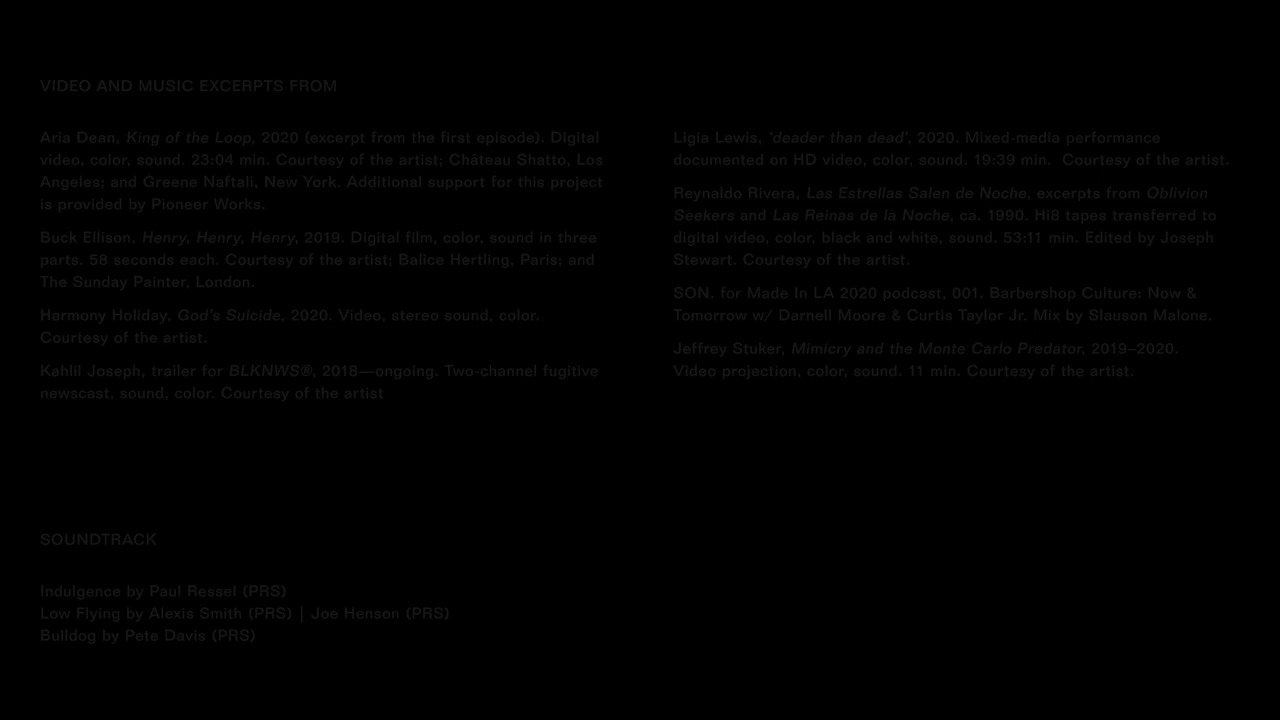 VIDEO AND MUSIC EXCERPTS FROM
Aria Dean, King of the Loop, 2020 (excerpt from the first episode). Digital
video, color, sound. 23:04 min. Courtesy of the artist; Château Shatto, Los
Angeles; and Greene Naftali, New York. Additional support for this project
is provided by Pioneer Works.
Buck Ellison, Henry, Henry, Henry, 2019. Digital film, color, sound in three
parts. 58 seconds each. Courtesy of the artist; Balice Hertling, Paris; and
The Sunday Painter, London.
Harmony Holiday, God's Suicide, 2020. Video, stereo sound, color.
Courtesy of the artist.
Kahlil Joseph, trailer for BLKNWS®, 2018—ongoing. Two-channel fugitive
newscast, sound, color. Courtesy of the artist
Ligia Lewis, 'deader than dead', 2020. Mixed-media performance
documented on HD video, color, sound. 19:39 min.  Courtesy of the artist.
Reynaldo Rivera, Las Estrellas Salen de Noche, excerpts from Oblivion
Seekers and Las Reinas de la Noche, ca. 1990. Hi8 tapes transferred to
digital video, color, black and white, sound. 53:11 min. Edited by Joseph
Stewart. Courtesy of the artist.
SON. for Made In LA 2020 podcast, 001. Barbershop Culture: Now &
Tomorrow w/ Darnell Moore & Curtis Taylor Jr. Mix by Slauson Malone.
Jeffrey Stuker, Mimicry and the Monte Carlo Predator, 2019–2020.
Video projection, color, sound. 11 min. Courtesy of the artist.
SOUNDTRACK
Indulgence by Paul Ressel (PRS)
Low Flying by Alexis Smith (PRS) | Joe Henson (PRS)
Bulldog by Pete Davis (PRS)